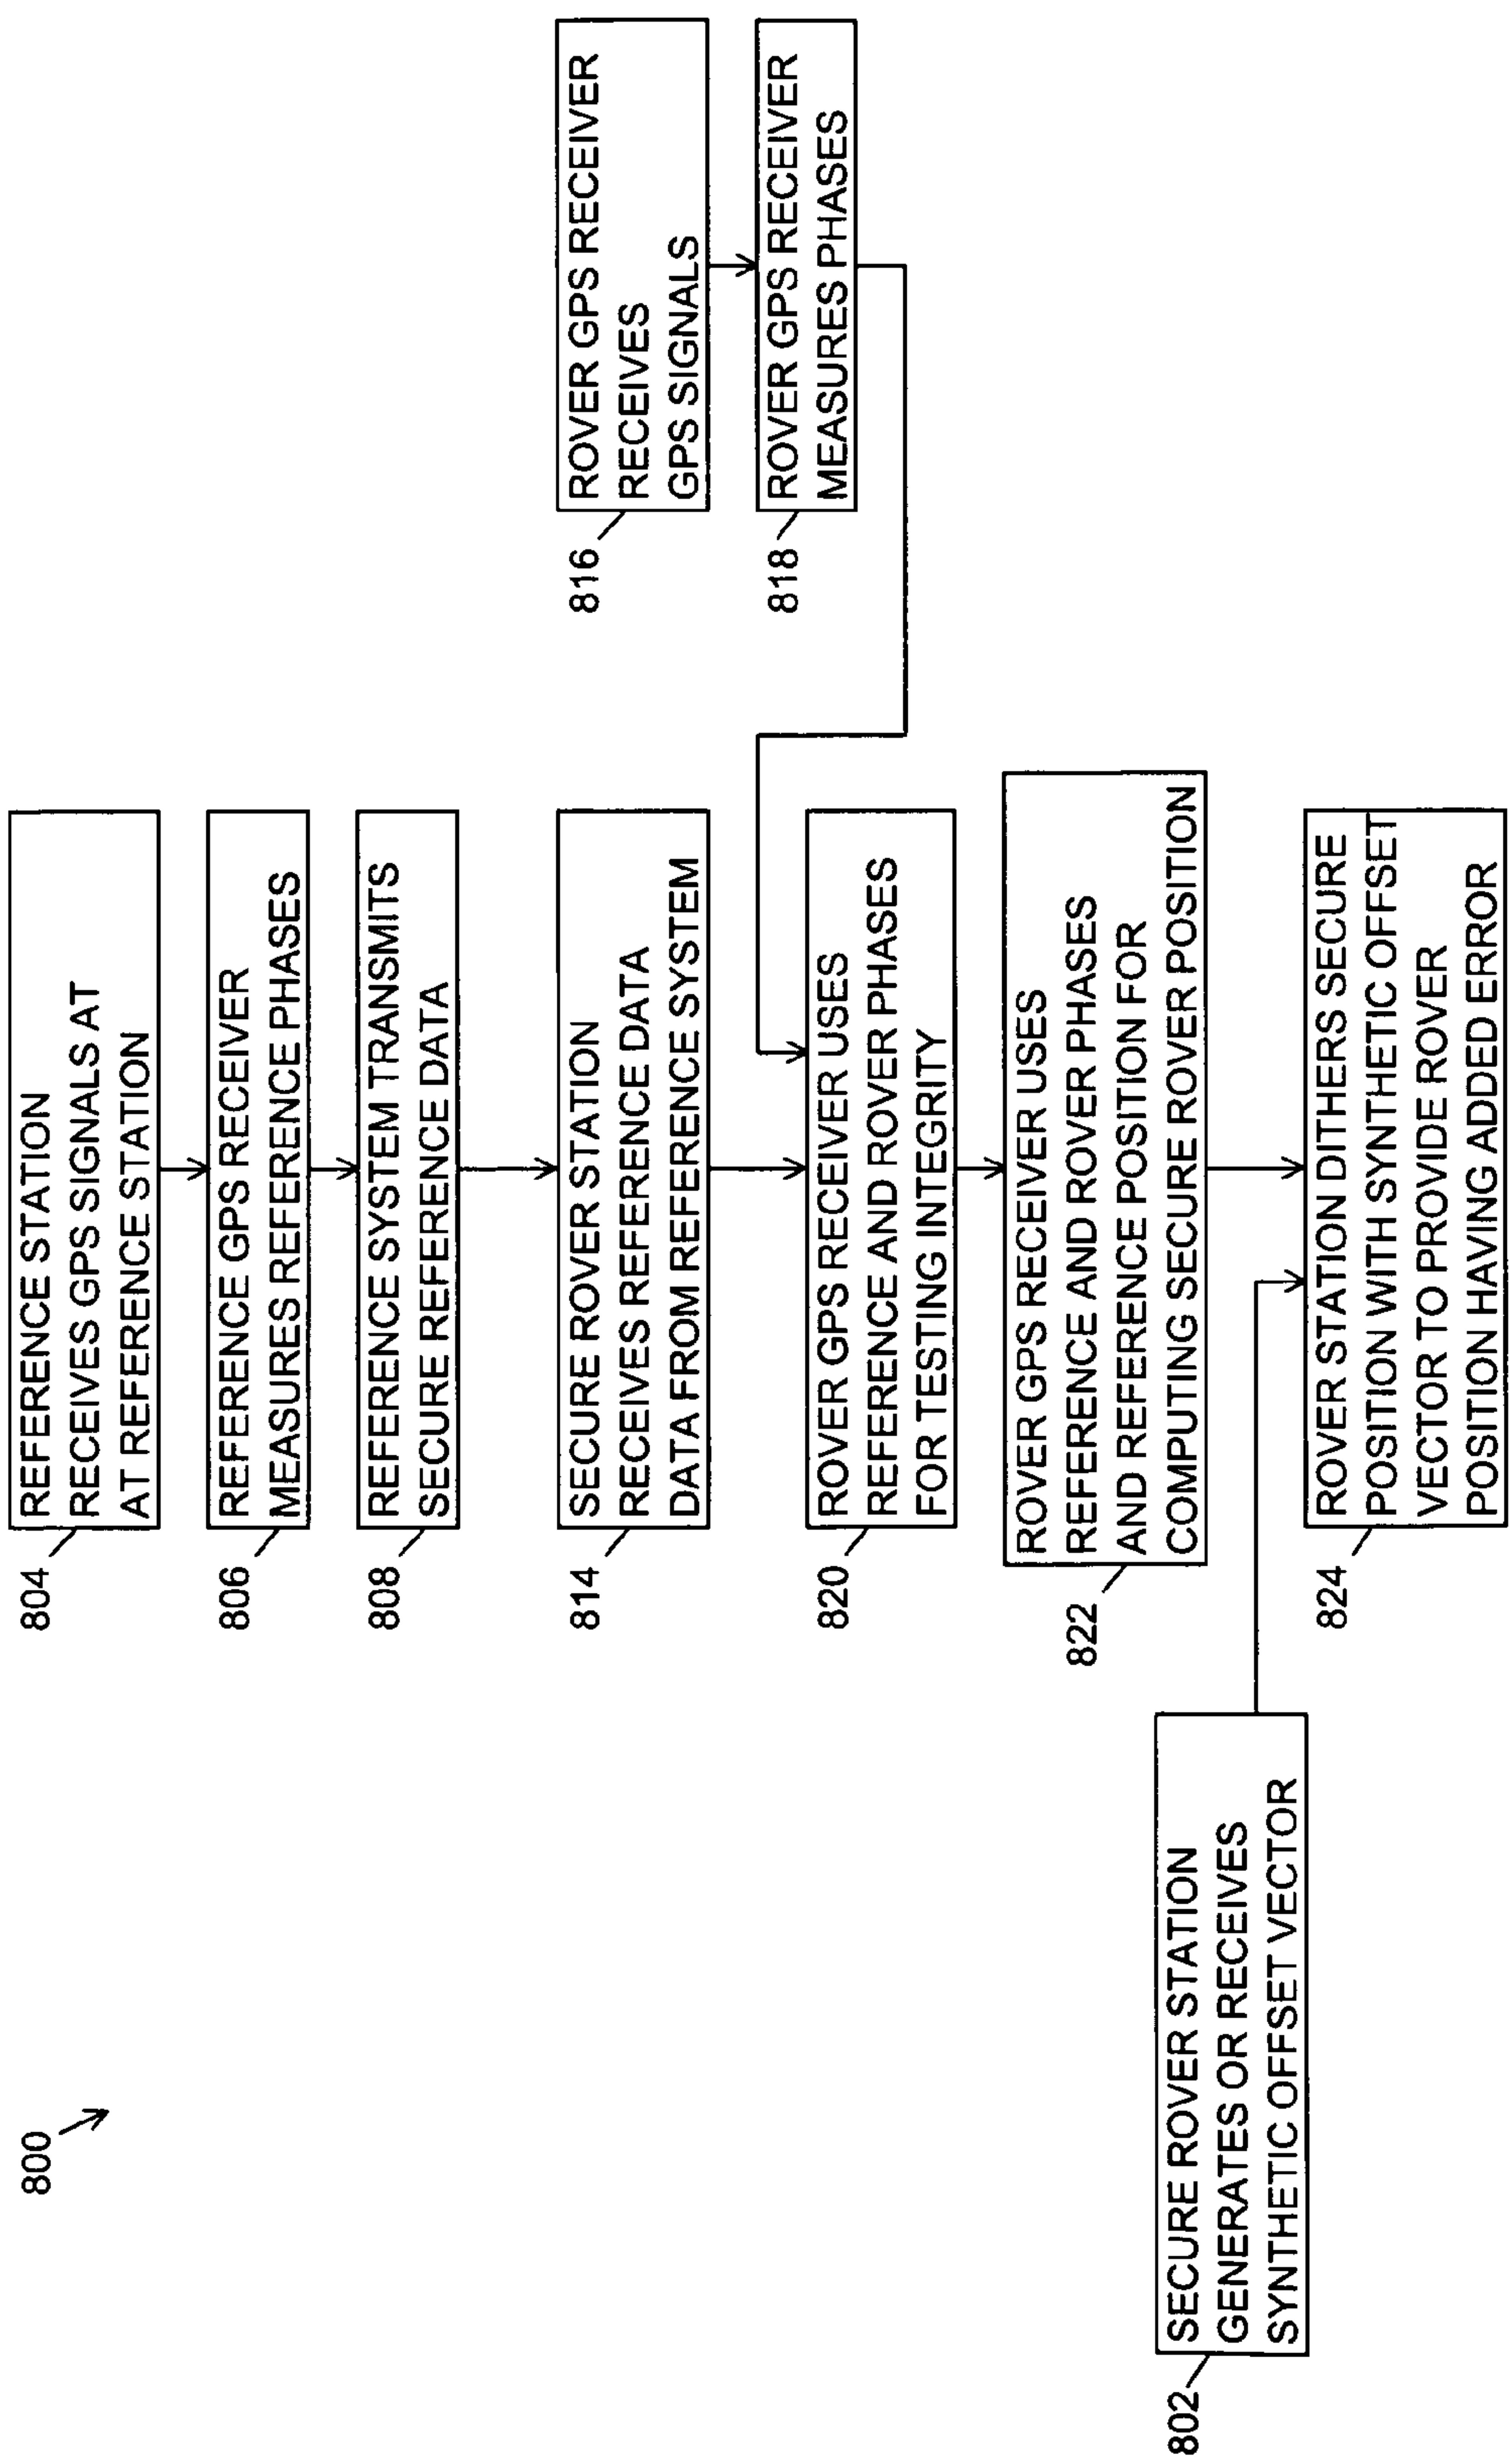 800
804
REFERENCE STATION
RECEIVES GPS SIGNALS AT
AT REFERENCE STATION
806
REFERENCE GPS RECEIVER
MEASURES REFERENCE PHASES
808
REFERENCE SYSTEM TRANSMITS
SECURE REFERENCE DATA
814
SECURE ROVER STATION
RECEIVES REFERENCE DATA
DATA FROM REFERENCE SYSTEM
816
ROVER GPS RECEIVER
RECEIVES
GPS SIGNALS
818
ROVER GPS RECEIVER
MEASURES PHASES
820
ROVER GPS RECEIVER USES
REFERENCE AND ROVER PHASES
FOR TESTING INTEGRITY
822
ROVER GPS RECEIVER USES
REFERENCE AND ROVER PHASES
AND REFERENCE POSITION FOR
COMPUTING SECURE ROVER POSITION
802
SECURE ROVER STATION
GENERATES OR RECEIVES
SYNTHETIC OFFSET VECTOR
824
ROVER STATION DITHERS SECURE
POSITION WITH SYNTHETIC OFFSET
VECTOR TO PROVIDE ROVER
POSITION HAVING ADDED ERROR